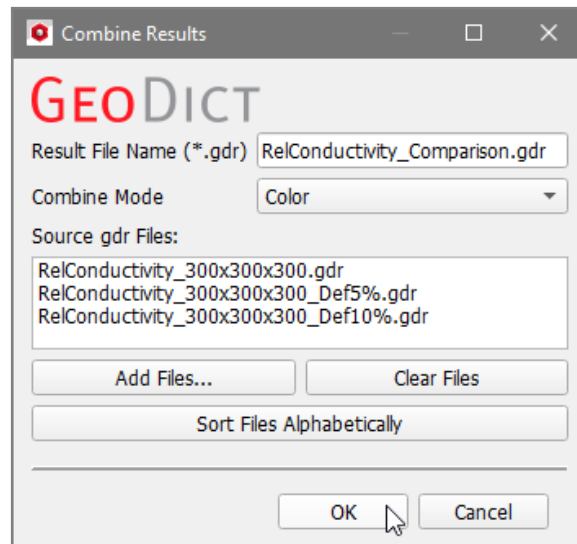 Combine Results
GEODICT
Result File Name (*.gdr) RelConductivity_Comparison.gdr
Combine Mode Color
Source gdr Files:
RelConductivity_300x300x300.gdr
RelConductivity_300x300x300_Def5%.gdr
RelConductivity_300x300x300_Def10%.gdr
Add Files... Clear Files
Sort Files Alphabetically
OK Cancel